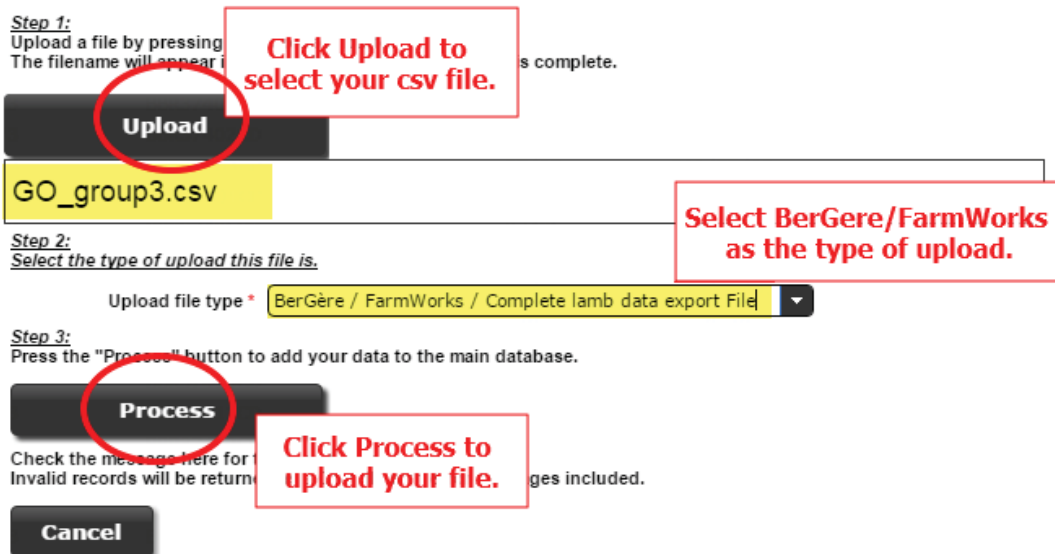 Step 1:
Upload a file by pressing
The filename will appear i s complete.
Click Upload to
select your csv file.
Upload
GO_group3.csv
Select BerGere/FarmWorks
as the type of upload.
Step 2:
Select the type of upload this file is.
Upload file type * BerGère / FarmWorks / Complete lamb data export File
Step 3:
Press the "Process" button to add your data to the main database.
Process
Click Process to
upload your file.
Check the message here for
Invalid records will be returne ges included.
Cancel